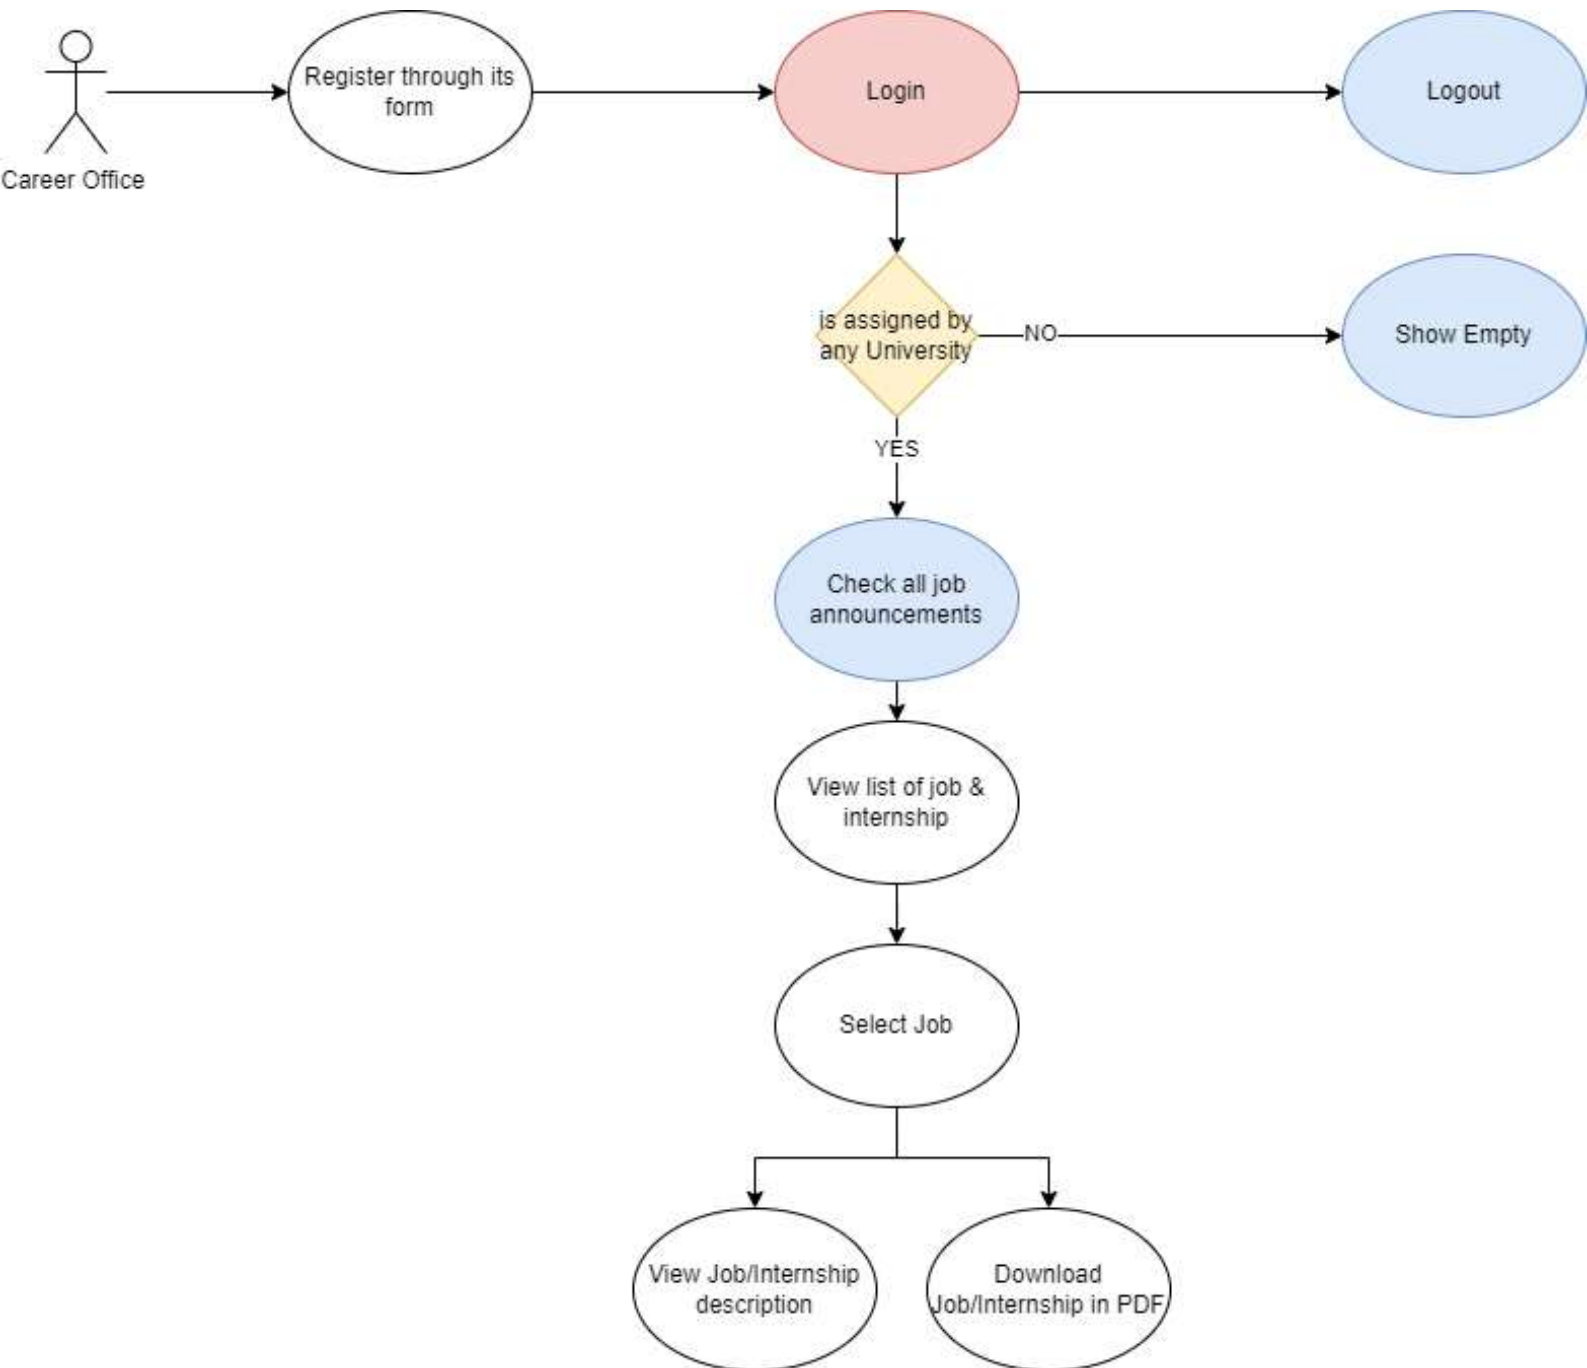 Register through its
form
Login
Logout
Career Office
is assigned by
any University
NO
Show Empty
YES
Check all job
announcements
View list of job &
internship
Select Job
View Job/Internship
description
Download
Job/Internship in PDF